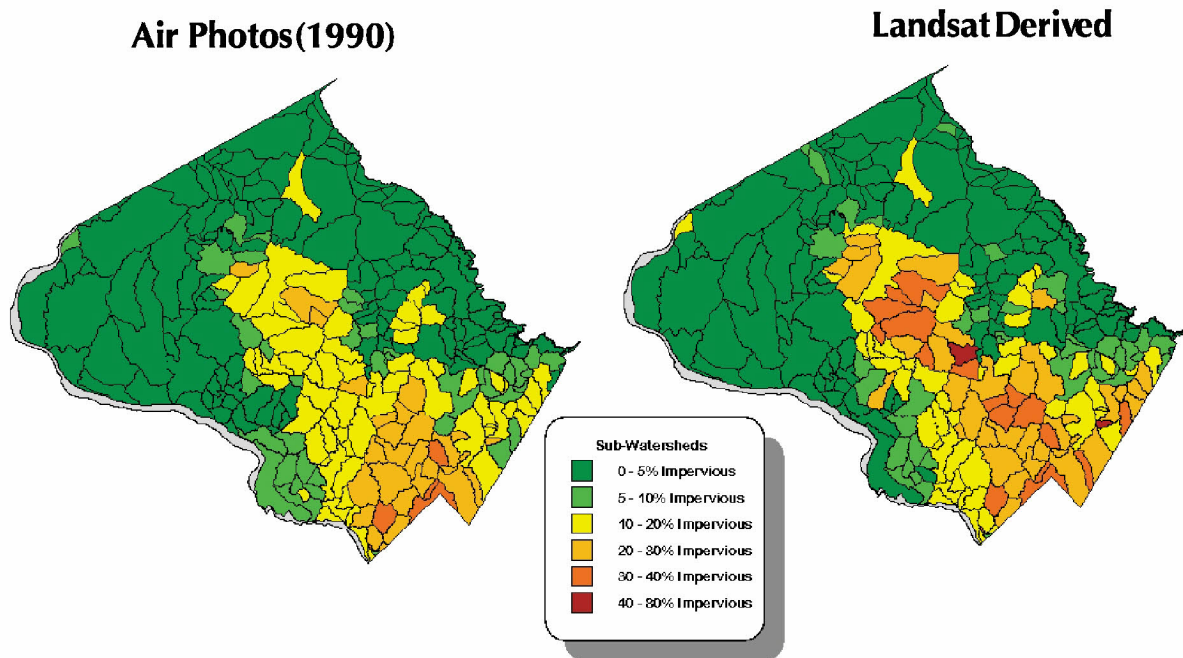 Air Photos (1990)
Landsat Derived
Sub-Watersheds
0 - 5% Impervious
5 - 10% Impervious
10 - 20% Impervious
20 - 30% Impervious
30 - 40% Impervious
40 - 80% Impervious